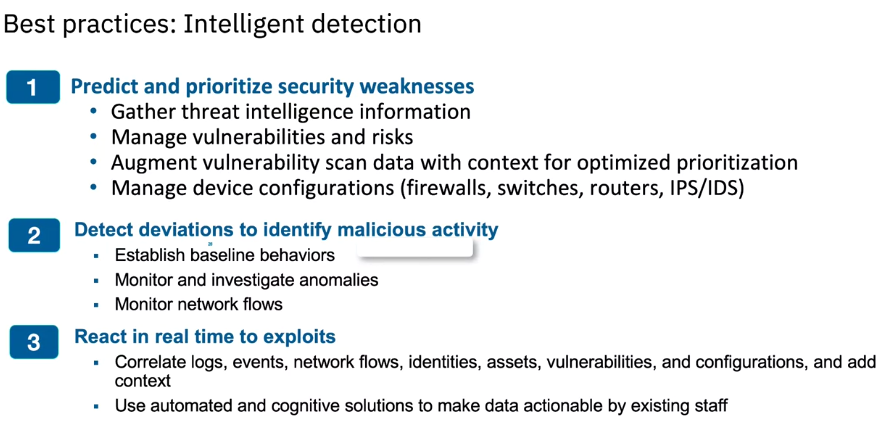 Best practices: Intelligent detection
1 Predict and prioritize security weaknesses
• Gather threat intelligence information
• Manage vulnerabilities and risks
• Augment vulnerability scan data with context for optimized prioritization
• Manage device configurations (firewalls, switches, routers, IPS/IDS)
2 Detect deviations to identify malicious activity
▪ Establish baseline behaviors
▪ Monitor and investigate anomalies
▪ Monitor network flows
3 React in real time to exploits
▪ Correlate logs, events, network flows, identities, assets, vulnerabilities, and configurations, and add
context
▪ Use automated and cognitive solutions to make data actionable by existing staff